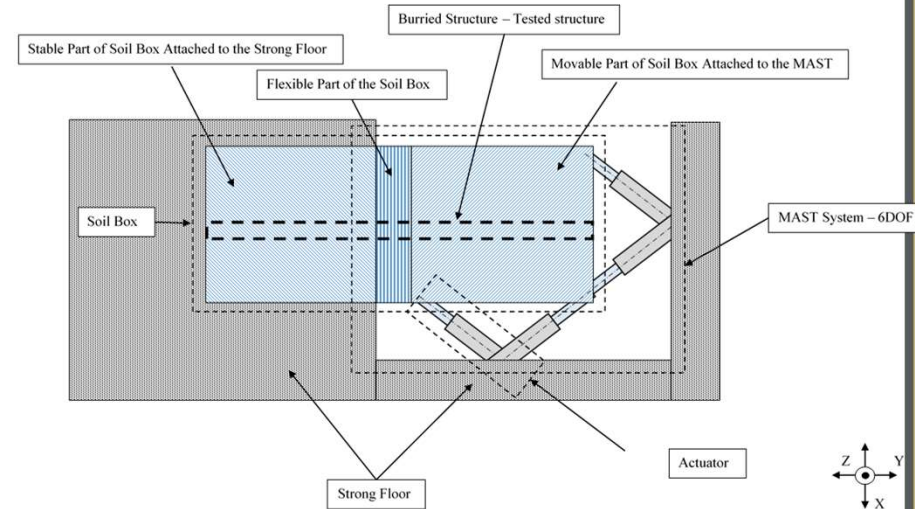 Burried Structure – Tested structure
Stable Part of Soil Box Attached to the Strong Floor
Movable Part of Soil Box Attached to the MAST
Flexible Part of the Soil Box
Soil Box
MAST System – 6DOF
Actuator
Strong Floor
Z
Y
X